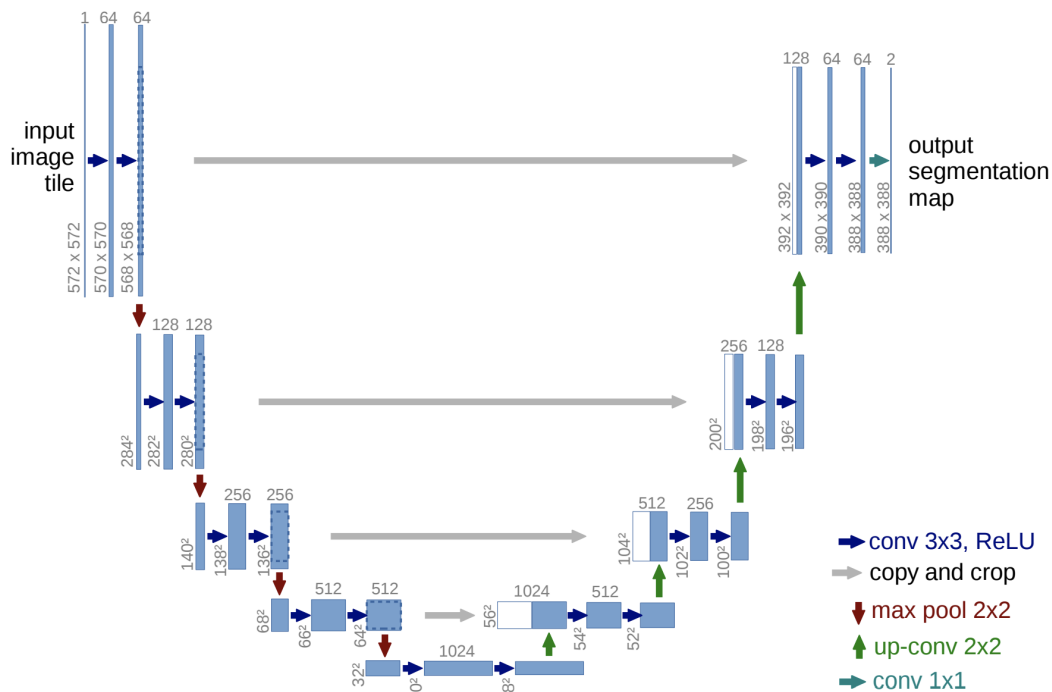 1 64 64
input
image
tile
572 x 572
570 x 570
568 x 568
128 64 64 2
output
segmentation
map
392 x 392
390 x 390
388 x 388
388 x 388
128 128
284²
282²
280²
256 128
200²
198²
196²
256 256
140²
138²
136²
512 256
104²
102²
100²
512 512
68²
66²
64²
1024 512
56²
54²
52²
1024
32²
0²
8²
conv 3x3, ReLU
copy and crop
max pool 2x2
up-conv 2x2
conv 1x1